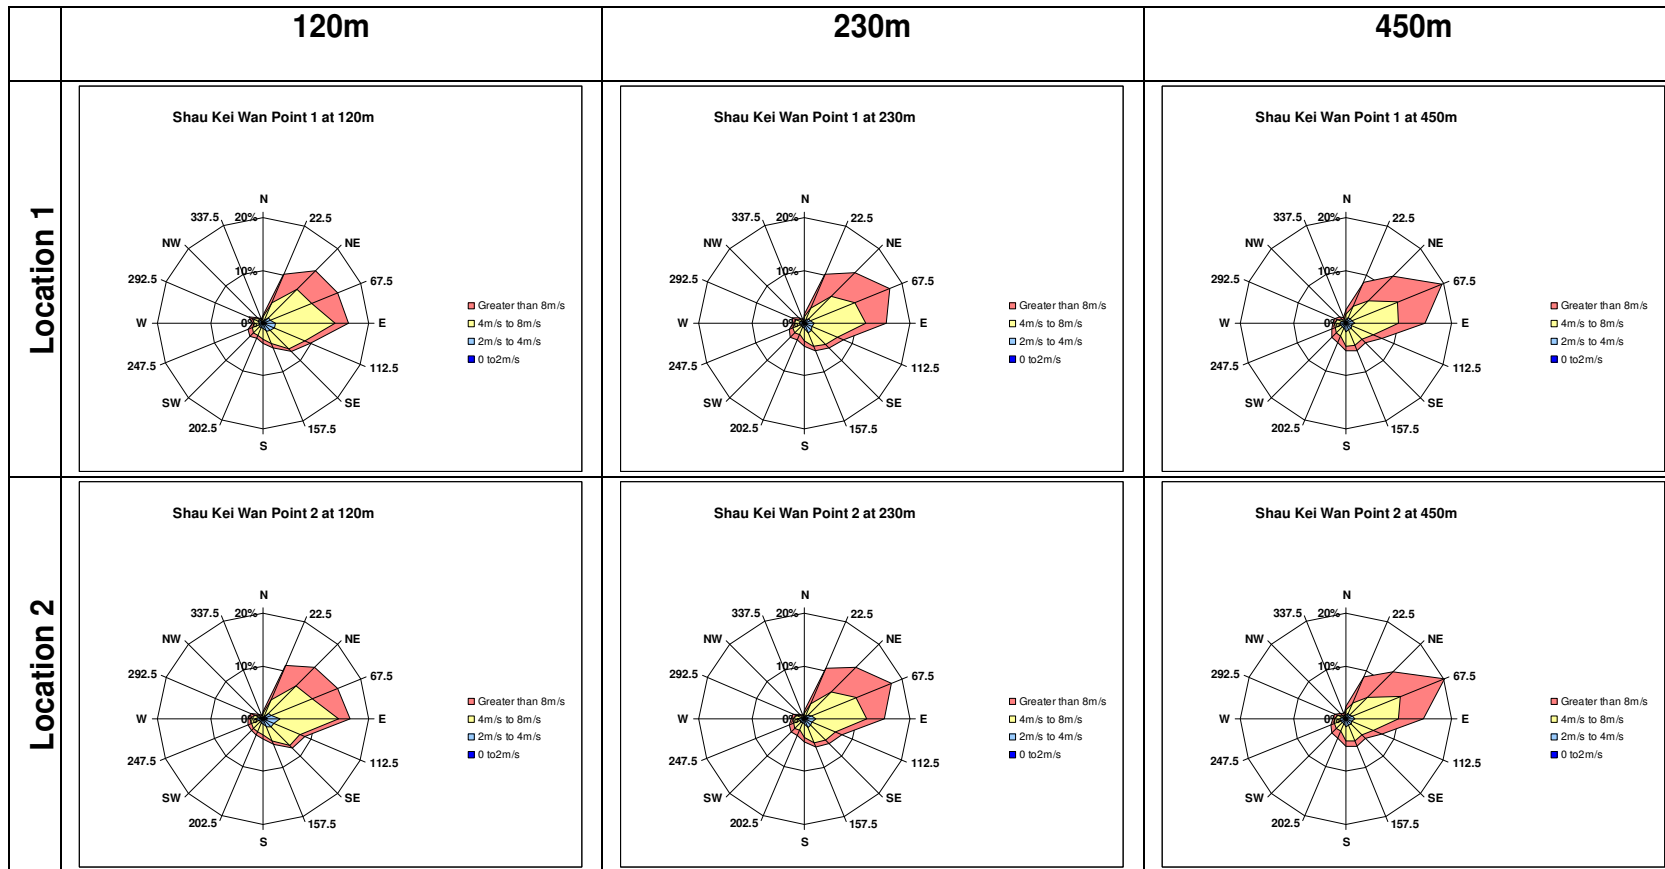 120m 230m 450m
Location 1
Shau Kei Wan Point 1 at 120m
N
337.5 20% 22.5
NW NE
10%
292.5 67.5
W 0% E
247.5 112.5
SW SE
202.5 157.5
S
Greater than 8m/s
4m/s to 8m/s
2m/s to 4m/s
0 to2m/s
Shau Kei Wan Point 1 at 230m
N
337.5 20% 22.5
NW NE
10%
292.5 67.5
W 0% E
247.5 112.5
SW SE
202.5 157.5
S
Greater than 8m/s
4m/s to 8m/s
2m/s to 4m/s
0 to2m/s
Shau Kei Wan Point 1 at 450m
N
337.5 20% 22.5
NW NE
10%
292.5 67.5
W 0% E
247.5 112.5
SW SE
202.5 157.5
S
Greater than 8m/s
4m/s to 8m/s
2m/s to 4m/s
0 to2m/s
Location 2
Shau Kei Wan Point 2 at 120m
N
337.5 20% 22.5
NW NE
10%
292.5 67.5
W 0% E
247.5 112.5
SW SE
202.5 157.5
S
Greater than 8m/s
4m/s to 8m/s
2m/s to 4m/s
0 to2m/s
Shau Kei Wan Point 2 at 230m
N
337.5 20% 22.5
NW NE
10%
292.5 67.5
W 0% E
247.5 112.5
SW SE
202.5 157.5
S
Greater than 8m/s
4m/s to 8m/s
2m/s to 4m/s
0 to2m/s
Shau Kei Wan Point 2 at 450m
N
337.5 20% 22.5
NW NE
10%
292.5 67.5
W 0% E
247.5 112.5
SW SE
202.5 157.5
S
Greater than 8m/s
4m/s to 8m/s
2m/s to 4m/s
0 to2m/s